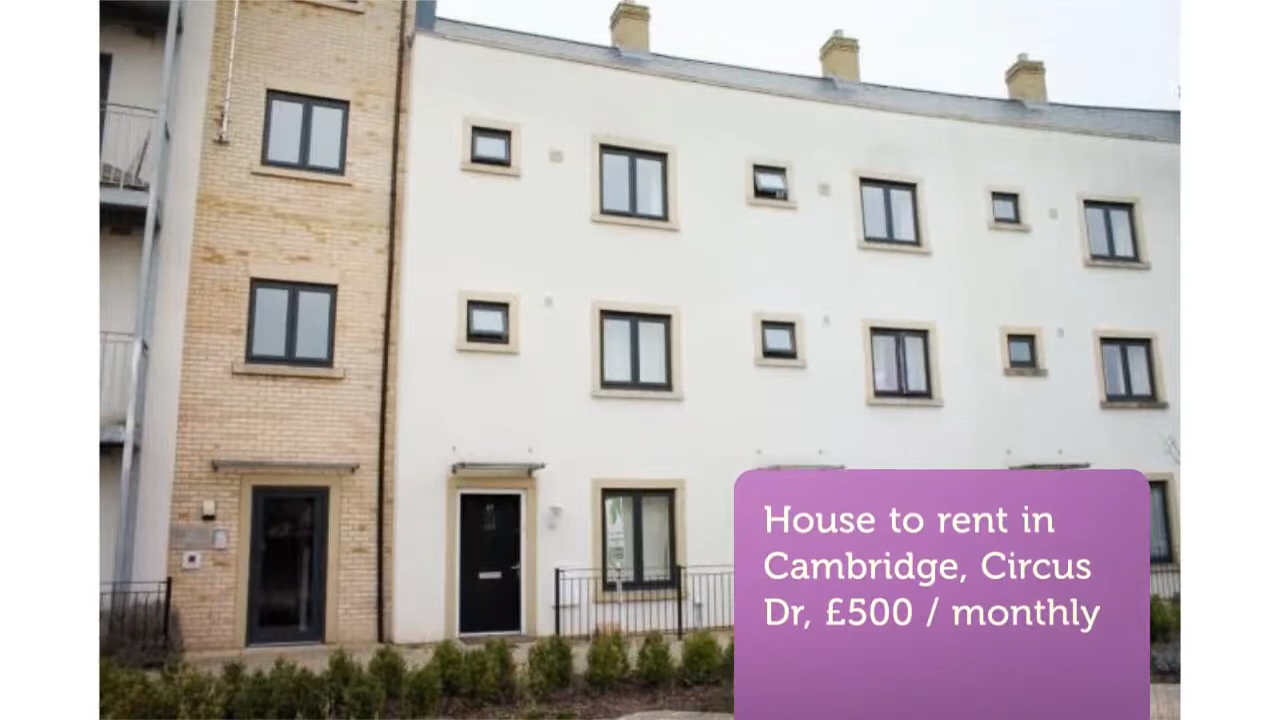 House to rent in
Cambridge, Circus
Dr, £500 / monthly